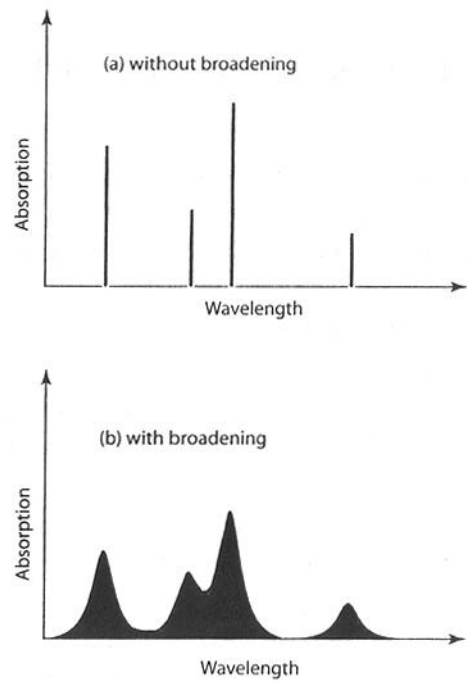 (a) without broadening
Absorption
Wavelength
(b) with broadening
Absorption
Wavelength